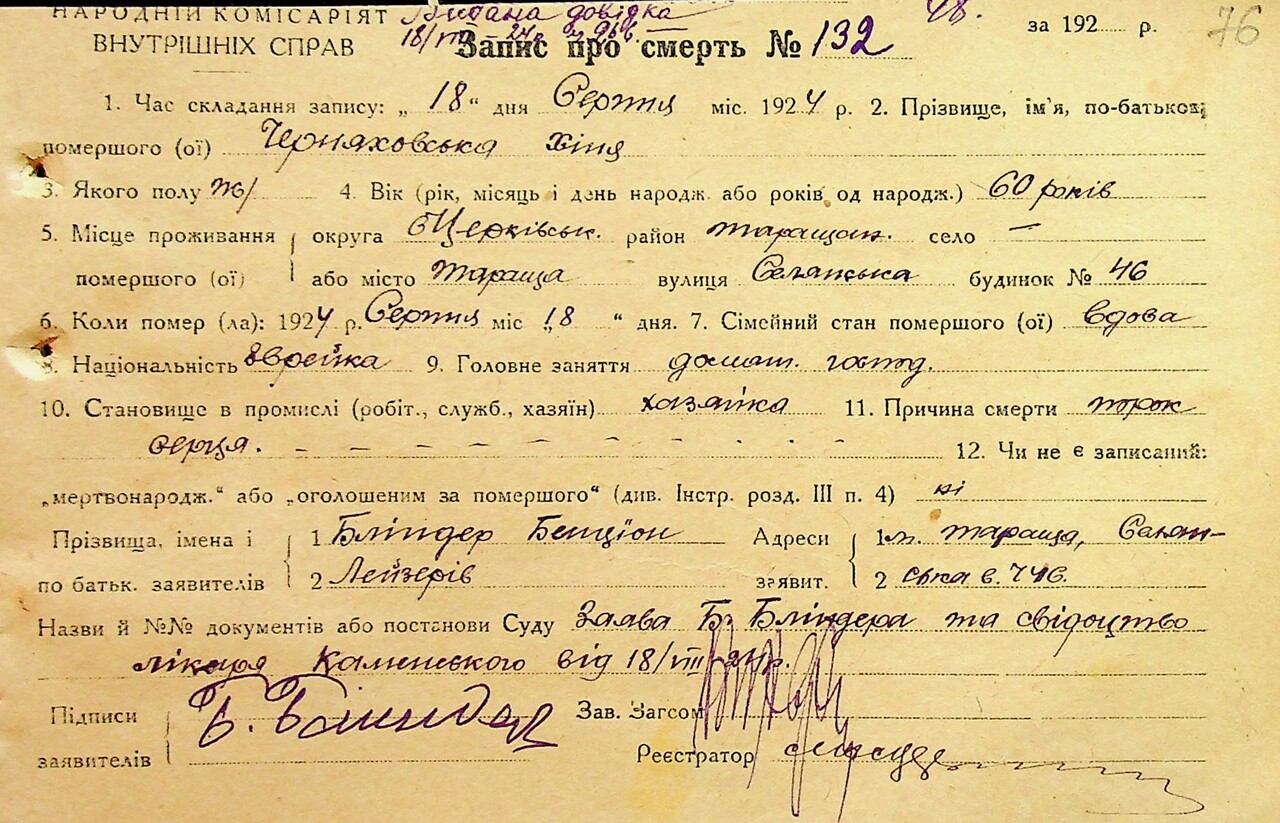 НАРОДНІЙ КОМІСАРІЯТ Видана довідка 48. за 192 р. 76
ВНУТРІШНІХ СПРАВ 18/VIII – 24 р. за 966
Запис про смерть № 132
1. Час складання запису: „18“ дня Серпня міс. 1924 р. 2. Прізвище, ім'я, по-батькові
помершого (ої) Черняховська Хіня
3. Якого полу ж/ 4. Вік (рік, місяць і день народж. або років од народж.) 60 років
5. Місце проживання округа БЦерківськ. район Таращан. село —
помершого (ої) або місто Тараща вулиця Селянська будинок № 46
6. Коли помер (ла): 1924 р. Серпня міс „18“ дня. 7. Сімейний стан помершого (ої) вдова
8. Національність Еврейка 9. Головне заняття домаш. госпд.
10. Становище в промислі (робіт., служб., хазяїн) хазяйка 11. Причина смерти порок
серця. – – – – – – – – – 12. Чи не є записаний:
„мертвонародж.“ або „оголошеним за помершого“ (див. Інстр. розд. III п. 4) ні
Прізвища, імена і 1 Бліндер Бенціон Адреси 1 м. Тараща, Селян-
по батьк. заявителів 2 Лейзерів заявит. 2 ська в.
Назви й №№ документів або постанови Суду Заява Б. Бліндера та свідоцтво
лікаря Каменського від 18/VIII 24 р.
Підписи Б. Блиндер Зав. Загсом
заявителів Реєстратор